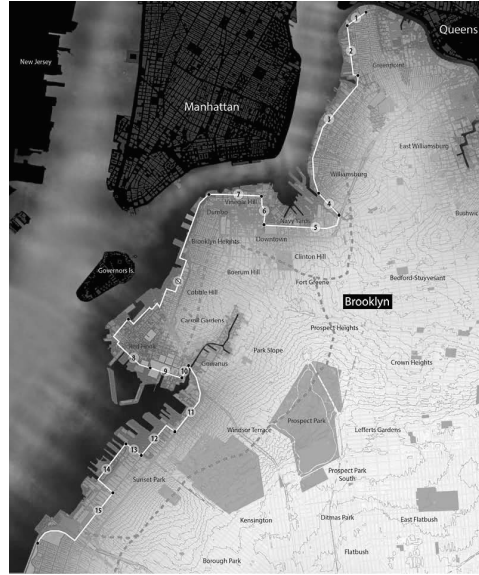 1
Queens
New Jersey
2
Greenpoint
Manhattan
3
East Williamsburg
Williamsburg
7
4
Vinegar Hill
Dumbo
6
Navy Yards
5
Bushwick
Brooklyn Heights
Downtown
Clinton Hill
Governors Is.
Boerum Hill
Fort Greene
Bedford-Stuyvesant
Cobble Hill
Brooklyn
Carroll Gardens
Prospect Heights
Red Hook
8
Gowanus
Park Slope
Crown Heights
9
10
11
Prospect Park
12
Windsor Terrace
Lefferts Gardens
13
14
Sunset Park
Prospect Park
South
15
Kensington
Ditmas Park
East Flatbush
Flatbush
Borough Park